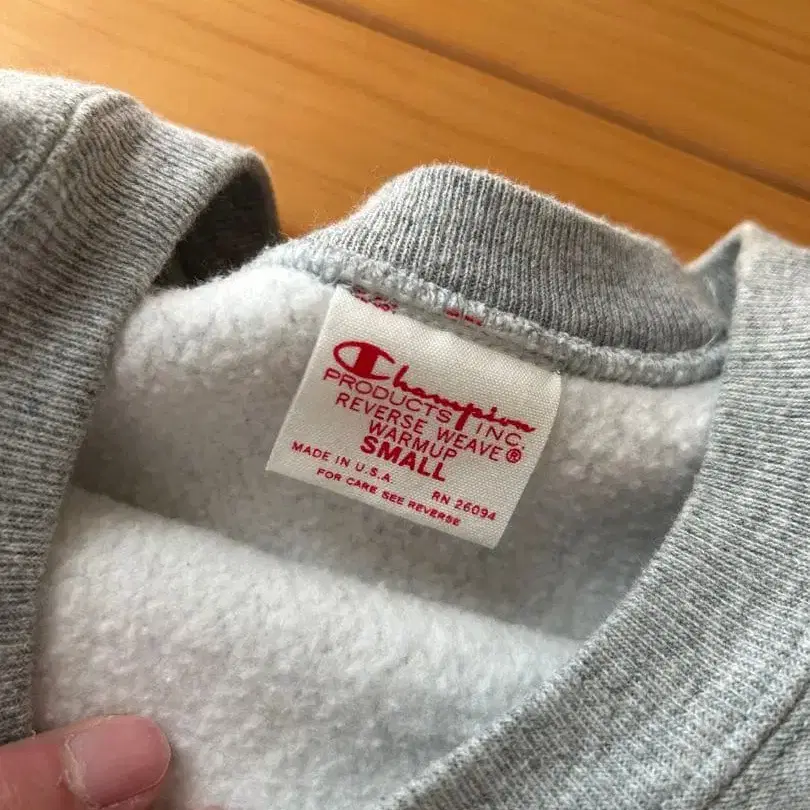 Champion
PRODUCTS INC.
REVERSE WEAVE®
WARMUP
SMALL
MADE IN U.S.A.
RN 26094
FOR CARE SEE REVERSE